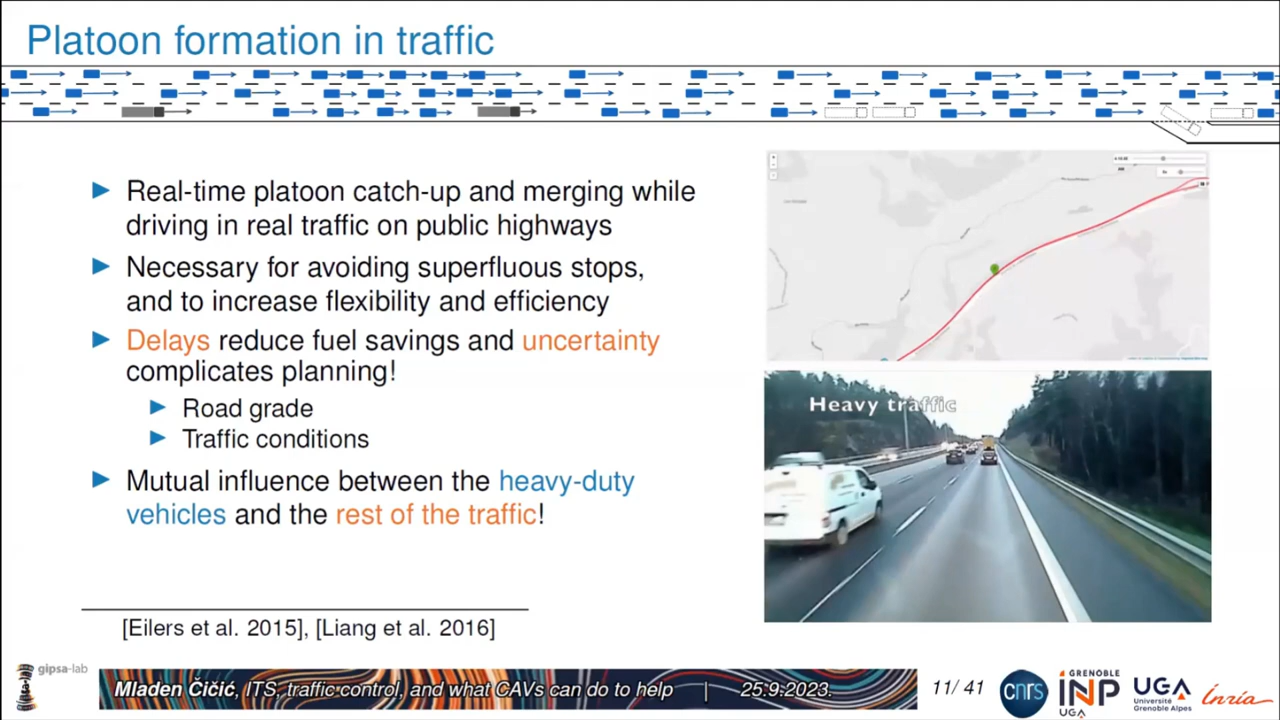 Platoon formation in traffic
Real-time platoon catch-up and merging while
driving in real traffic on public highways
Necessary for avoiding superfluous stops,
and to increase flexibility and efficiency
Delays reduce fuel savings and uncertainty
complicates planning!
Road grade
Traffic conditions
Mutual influence between the heavy-duty
vehicles and the rest of the traffic!
Heavy traffic
[Eilers et al. 2015], [Liang et al. 2016]
gipsa-lab
Mladen Čičić, ITS, traffic control, and what CAVs can do to help | 25.9.2023.
11/ 41
cnrs
GRENOBLE
INP
UGA
UGA
Université
Grenoble Alpes
Inria